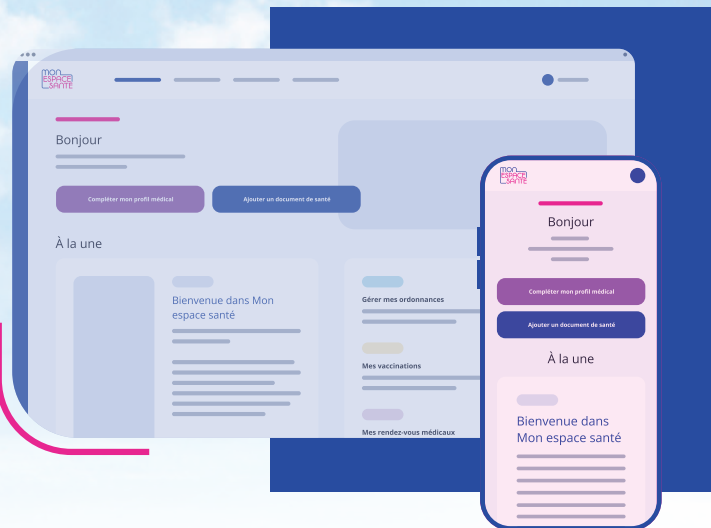 MON
ESPACE
SANTÉ
Bonjour
Compléter mon profil médical
Ajouter un document de santé
À la une
Bienvenue dans Mon
espace santé
Gérer mes ordonnances
Mes vaccinations
Mes rendez-vous médicaux
MON
ESPACE
SANTÉ
Bonjour
Compléter mon profil médical
Ajouter un document de santé
À la une
Bienvenue dans
Mon espace santé